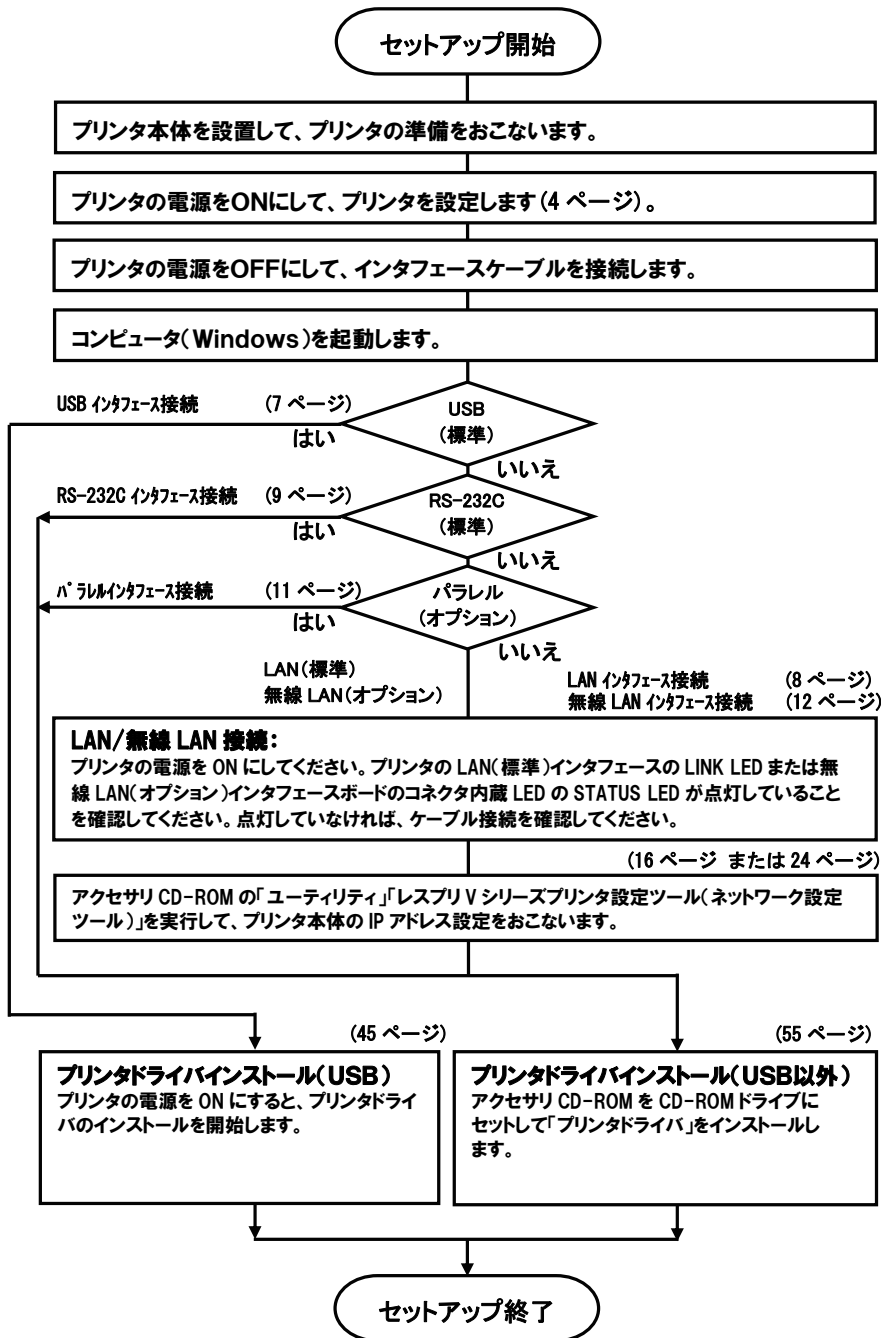 セットアップ開始
プリンタ本体を設置して、プリンタの準備をおこないます。
プリンタの電源をONにして、プリンタを設定します(4 ページ)。
プリンタの電源をOFFにして、インタフェースケーブルを接続します。
コンピュータ(Windows)を起動します。
USB ｲﾝﾀﾌｪｰｽ接続 (7 ページ)
はい
USB
(標準)
いいえ
RS-232C ｲﾝﾀﾌｪｰｽ接続 (9 ページ)
はい
RS-232C
(標準)
いいえ
ﾊﾟﾗﾚﾙｲﾝﾀﾌｪｰｽ接続 (11 ページ)
はい
パラレル
(オプション)
いいえ
LAN(標準)
無線 LAN(オプション)
LAN ｲﾝﾀﾌｪｰｽ接続 (8 ページ)
無線 LAN ｲﾝﾀﾌｪｰｽ接続 (12 ページ)
LAN/無線 LAN 接続:
プリンタの電源を ON にしてください。プリンタの LAN(標準)インタフェースの LINK LED または無
線 LAN(オプション)インタフェースボードのコネクタ内蔵 LED の STATUS LED が点灯していること
を確認してください。点灯していなければ、ケーブル接続を確認してください。
(16 ページ または 24 ページ)
アクセサリ CD-ROM の「ユーティリティ」「レスプリ V シリーズプリンタ設定ツール(ネットワーク設定
ツール)」を実行して、プリンタ本体の IP アドレス設定をおこないます。
(45 ページ)
プリンタドライバインストール(USB)
プリンタの電源を ON にすると、プリンタドライ
バのインストールを開始します。
(55 ページ)
プリンタドライバインストール(USB以外)
アクセサリ CD-ROM を CD-ROM ドライブに
セットして「プリンタドライバ」をインストールし
ます。
セットアップ終了